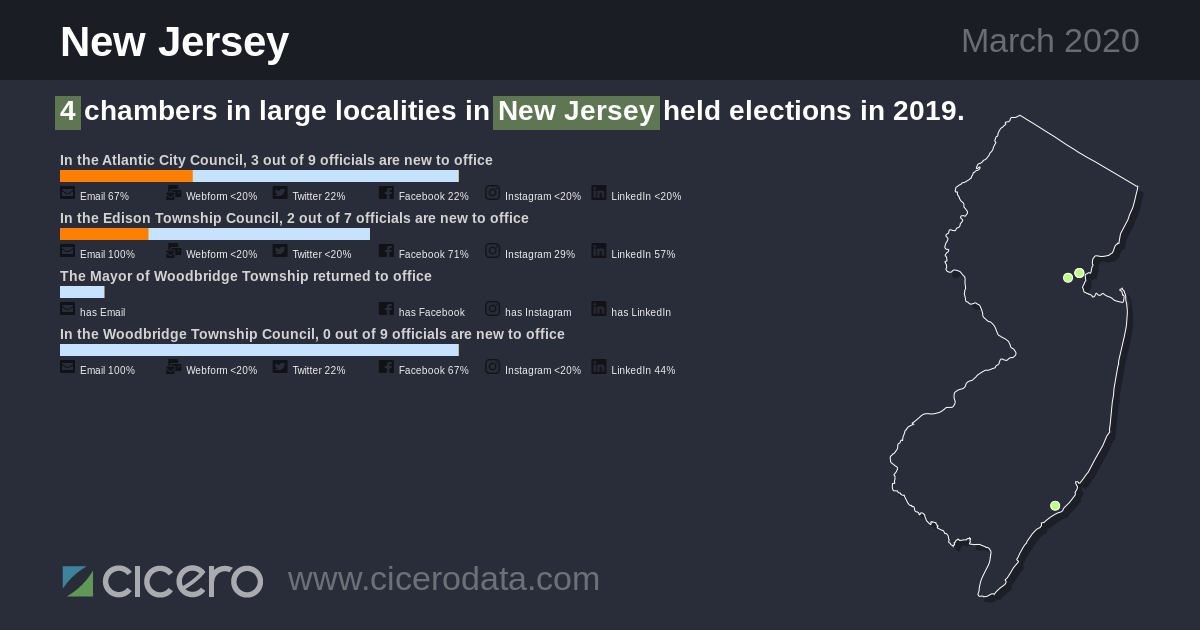 New Jersey
March 2020
4 chambers in large localities in New Jersey held elections in 2019.
In the Atlantic City Council, 3 out of 9 officials are new to office
Email 67% Webform <20% Twitter 22% Facebook 22% Instagram <20% LinkedIn <20%
In the Edison Township Council, 2 out of 7 officials are new to office
Email 100% Webform <20% Twitter <20% Facebook 71% Instagram 29% LinkedIn 57%
The Mayor of Woodbridge Township returned to office
has Email has Facebook has Instagram has LinkedIn
In the Woodbridge Township Council, 0 out of 9 officials are new to office
Email 100% Webform <20% Twitter 22% Facebook 67% Instagram <20% LinkedIn 44%
cicero www.cicerodata.com